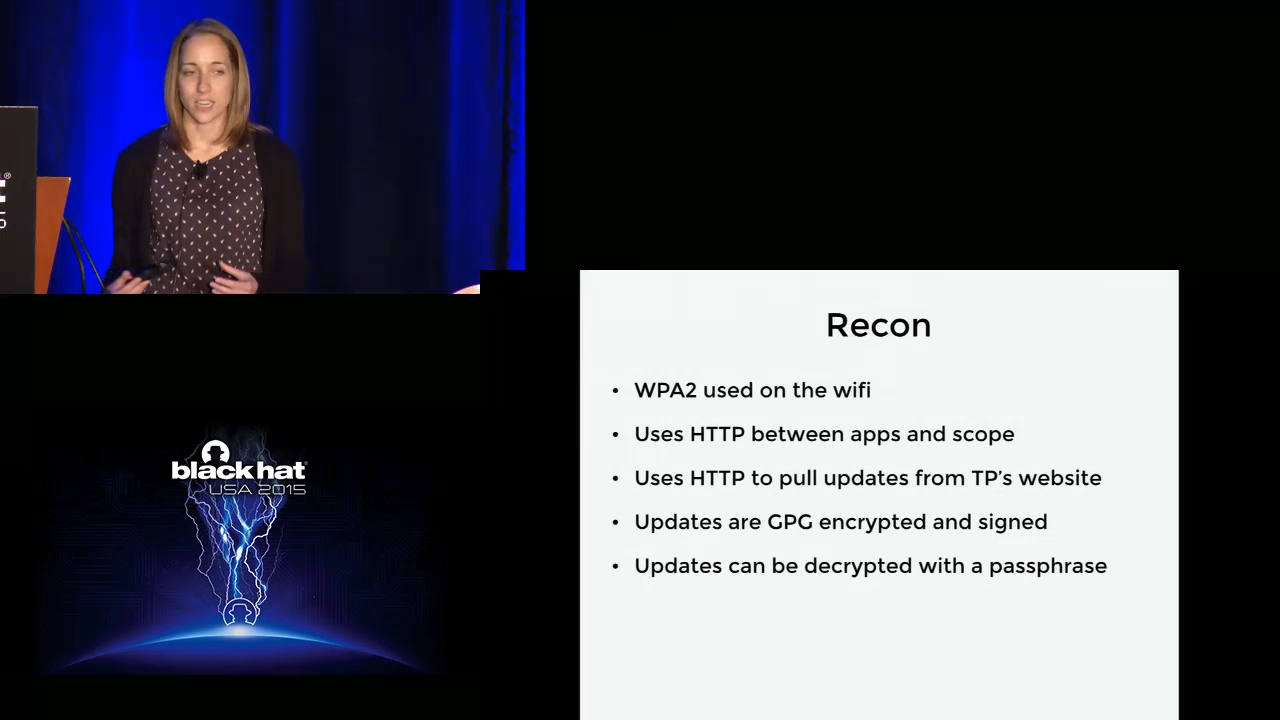 Recon
• WPA2 used on the wifi
• Uses HTTP between apps and scope
• Uses HTTP to pull updates from TP’s website
• Updates are GPG encrypted and signed
• Updates can be decrypted with a passphrase
black hat
USA 2015